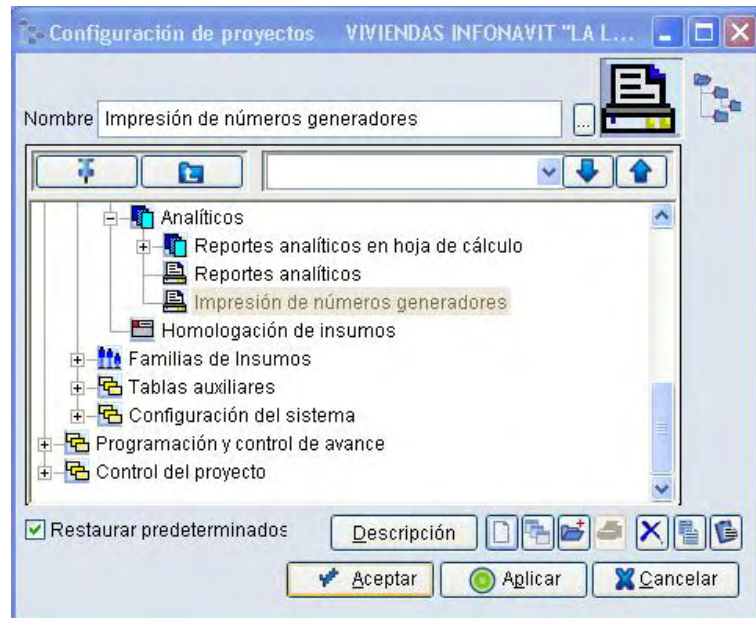 Configuración de proyectos VIVIENDAS INFONAVIT "LA L...
Nombre Impresión de números generadores ...
Analíticos
Reportes analíticos en hoja de cálculo
Reportes analíticos
Impresión de números generadores
Homologación de insumos
Familias de Insumos
Tablas auxiliares
Configuración del sistema
Programación y control de avance
Control del proyecto
Restaurar predeterminados Descripción
Aceptar Aplicar Cancelar